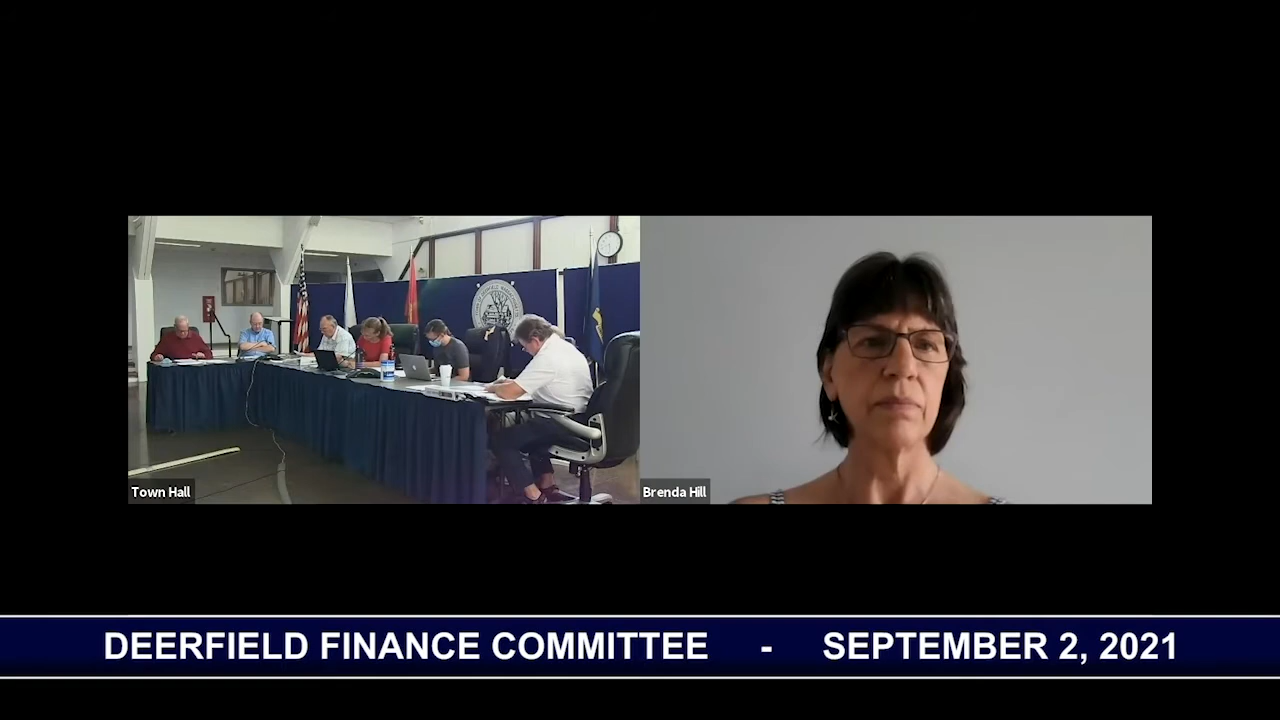 Town Hall
Brenda Hill
DEERFIELD FINANCE COMMITTEE - SEPTEMBER 2, 2021